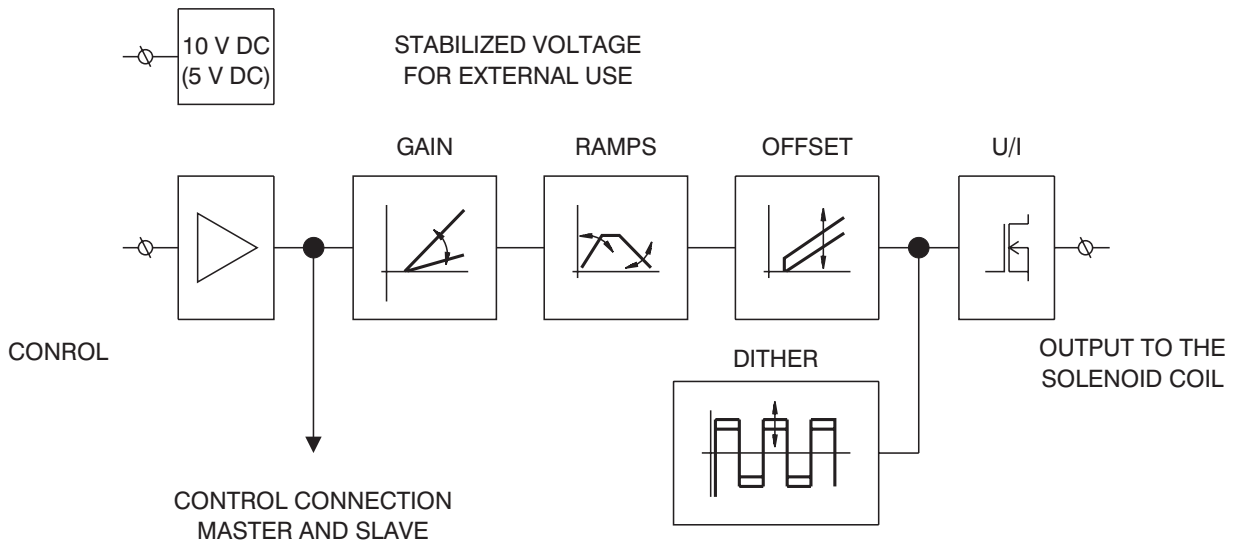 10 V DC
(5 V DC)
STABILIZED VOLTAGE
FOR EXTERNAL USE
GAIN
RAMPS
OFFSET
U/I
CONROL
DITHER
OUTPUT TO THE
SOLENOID COIL
CONTROL CONNECTION
MASTER AND SLAVE